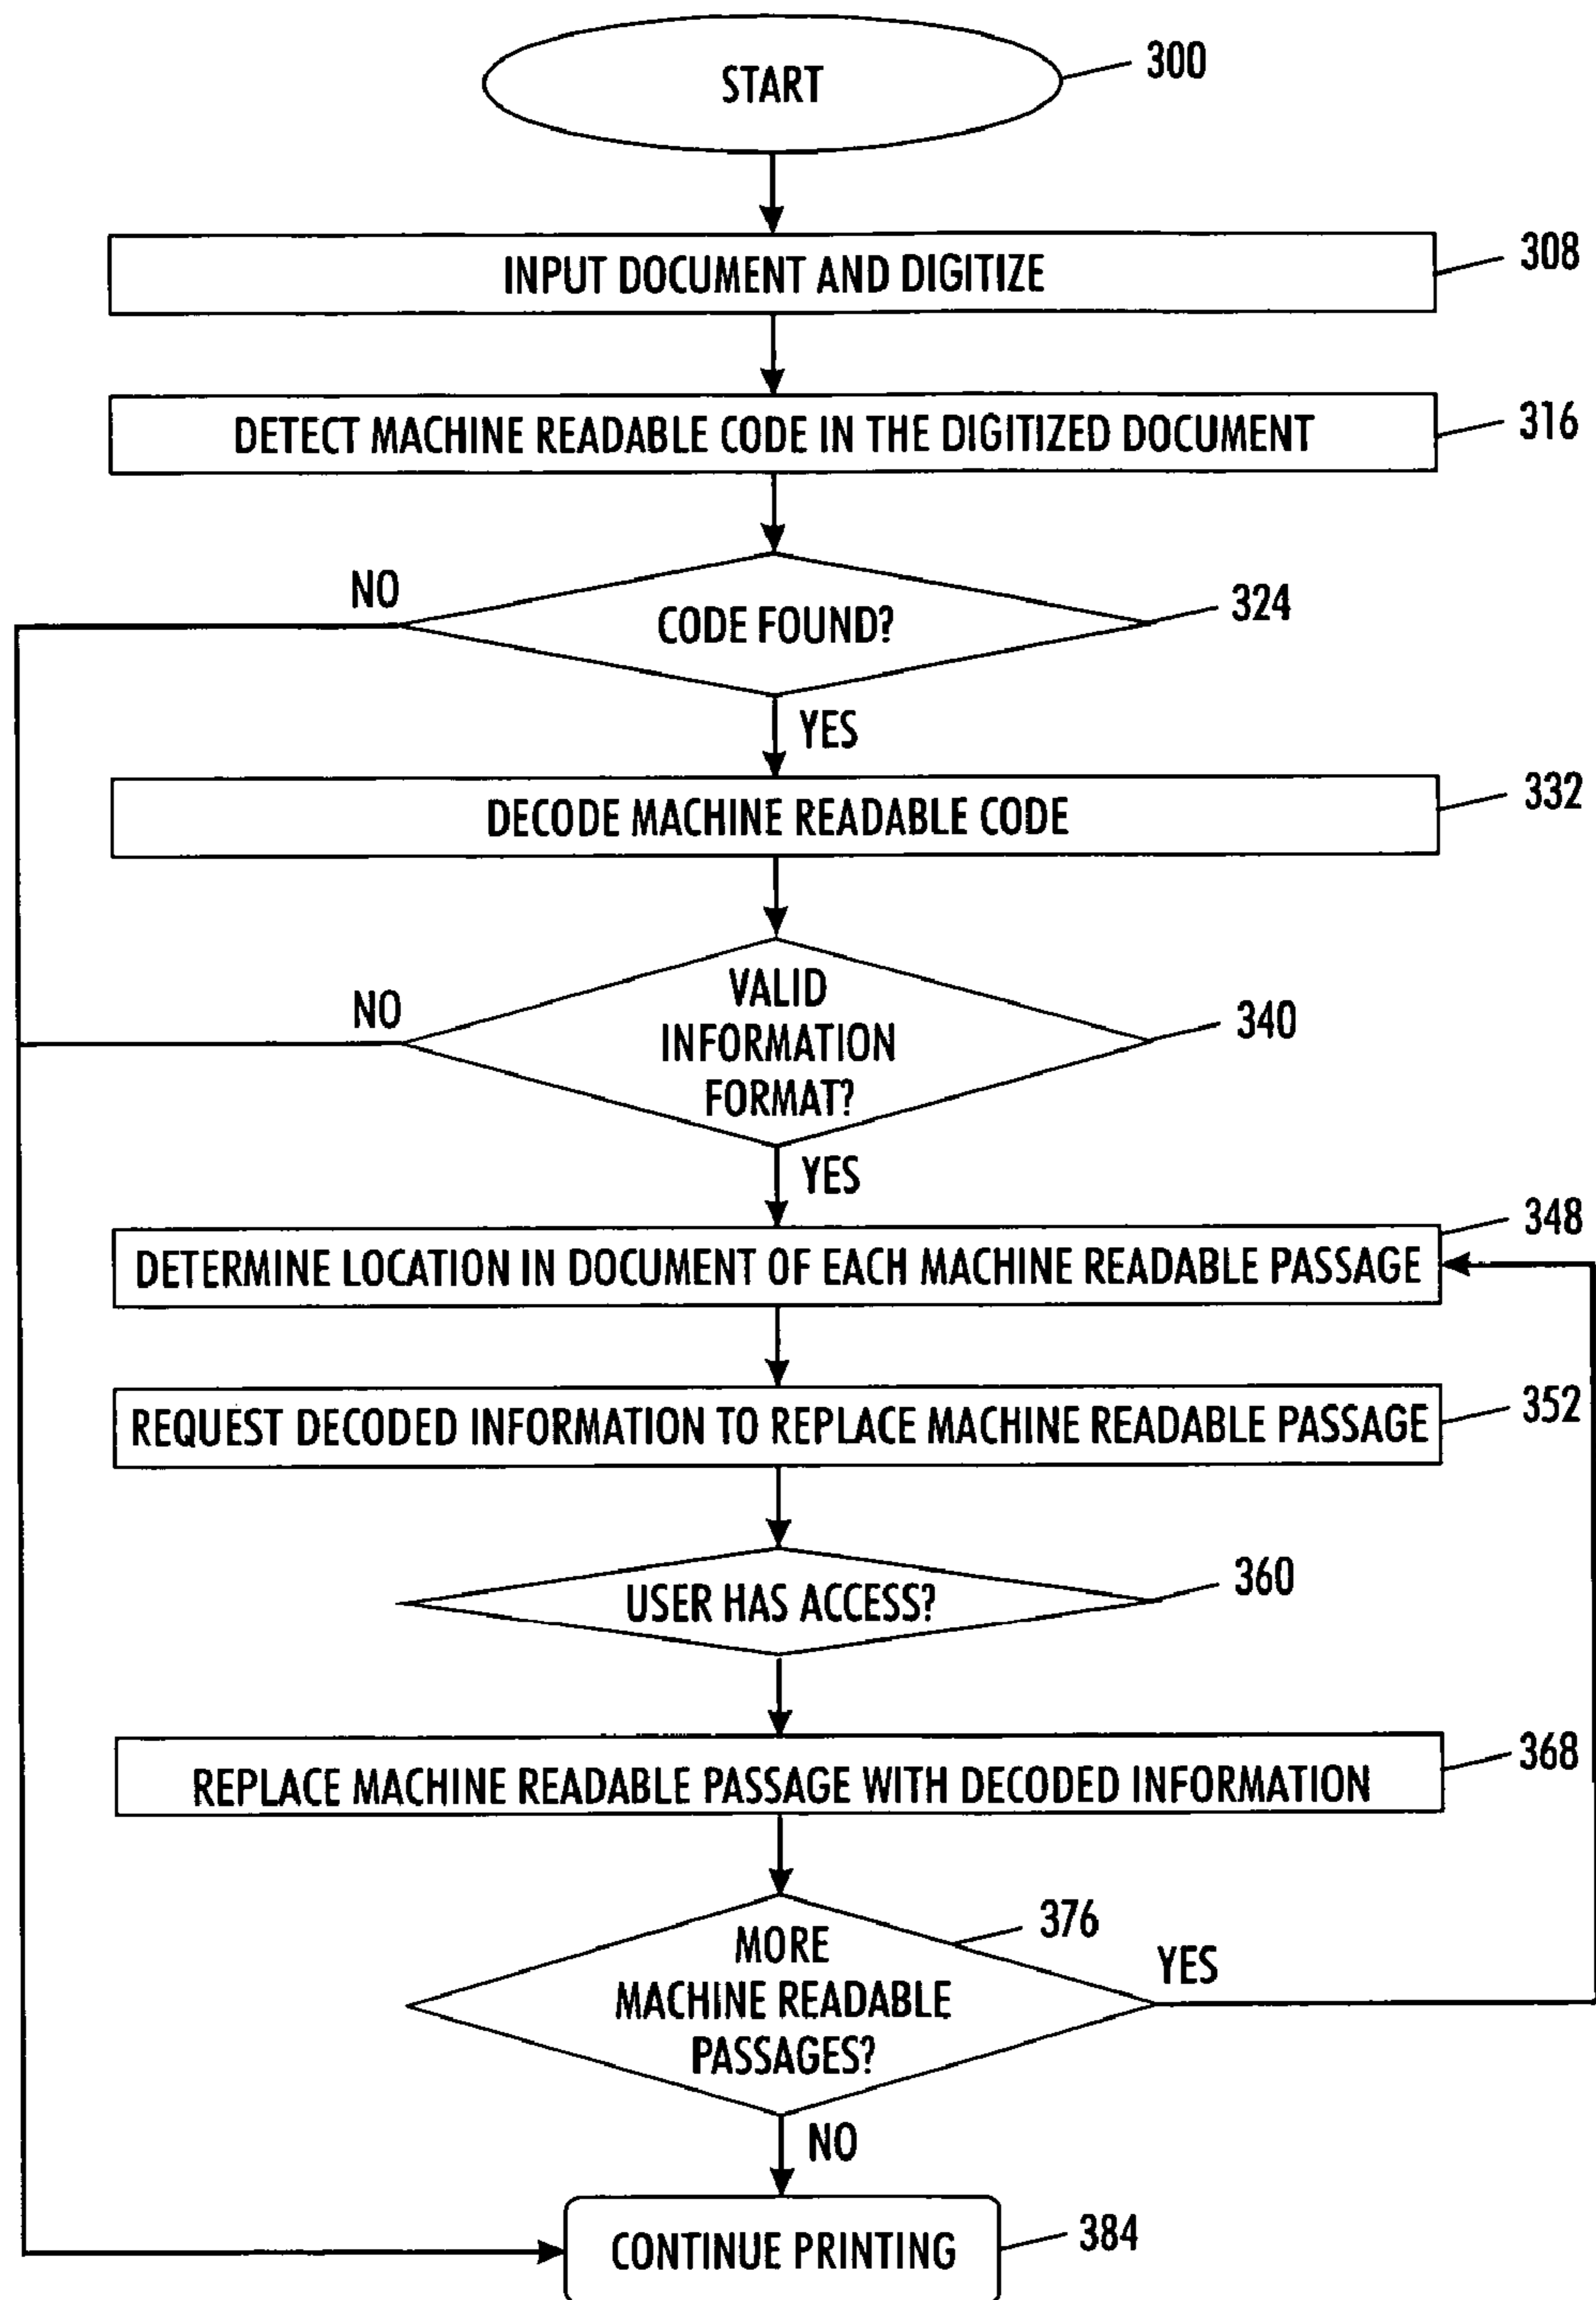 START
300
INPUT DOCUMENT AND DIGITIZE
308
DETECT MACHINE READABLE CODE IN THE DIGITIZED DOCUMENT
316
NO
CODE FOUND?
324
YES
DECODE MACHINE READABLE CODE
332
NO
VALID
INFORMATION
FORMAT?
340
YES
DETERMINE LOCATION IN DOCUMENT OF EACH MACHINE READABLE PASSAGE
348
REQUEST DECODED INFORMATION TO REPLACE MACHINE READABLE PASSAGE
352
USER HAS ACCESS?
360
REPLACE MACHINE READABLE PASSAGE WITH DECODED INFORMATION
368
MORE
MACHINE READABLE
PASSAGES?
376
YES
NO
CONTINUE PRINTING
384